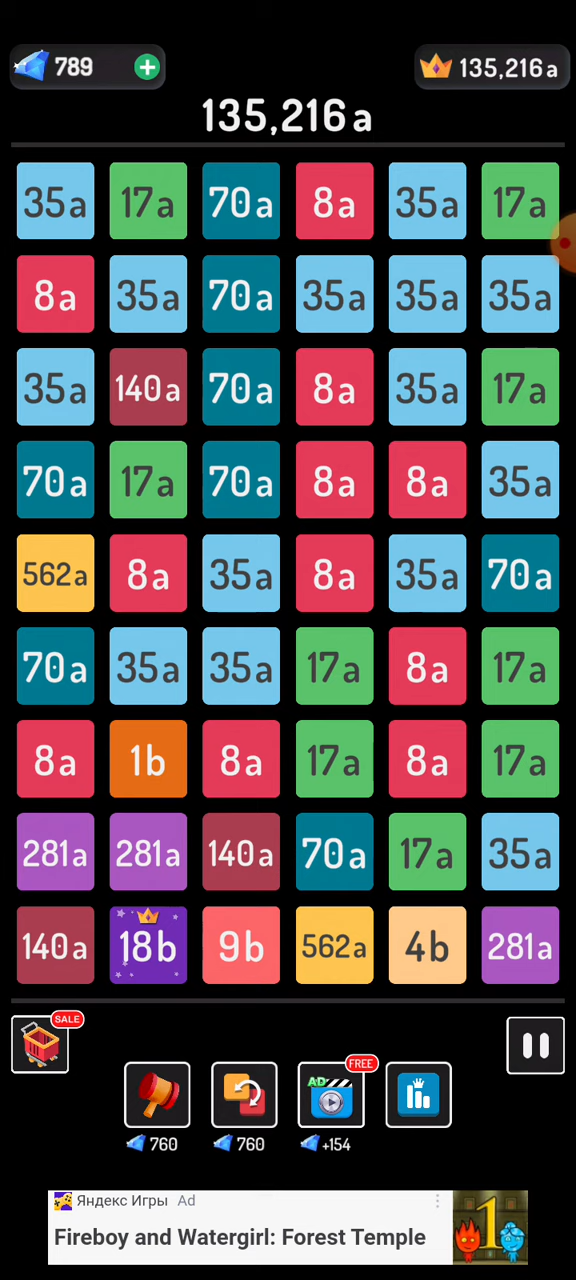 789 135,216a
135,216a
35a 17a 70a 8a 35a 17a
8a 35a 70a 35a 35a 35a
35a 140a 70a 8a 35a 17a
70a 17a 70a 8a 8a 35a
562a 8a 35a 8a 35a 70a
70a 35a 35a 17a 8a 17a
8a 1b 8a 17a 8a 17a
281a 281a 140a 70a 17a 35a
140a 18b 9b 562a 4b 281a
SALE
FREE
AD
760 760 +154
Яндекс Игры Ad
Fireboy and Watergirl: Forest Temple
1